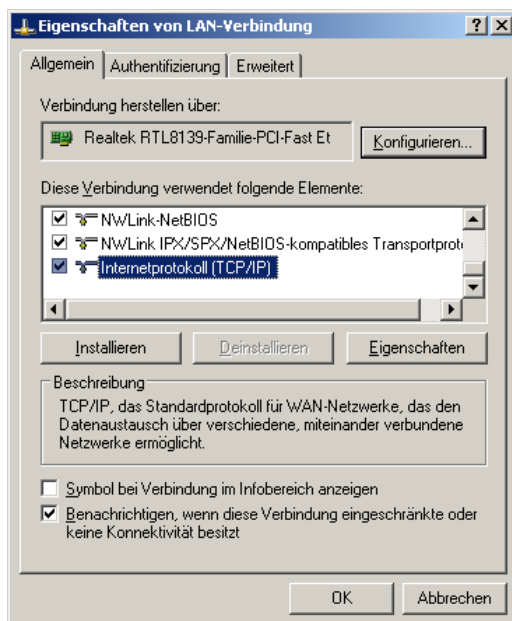 Eigenschaften von LAN-Verbindung
Allgemein Authentifizierung Erweitert
Verbindung herstellen über:
Realtek RTL8139-Familie-PCI-Fast Et Konfigurieren...
Diese Verbindung verwendet folgende Elemente:
NWLink-NetBIOS
NWLink IPX/SPX/NetBIOS-kompatibles Transportproto
Internetprotokoll (TCP/IP)
Installieren Deinstallieren Eigenschaften
Beschreibung
TCP/IP, das Standardprotokoll für WAN-Netzwerke, das den
Datenaustausch über verschiedene, miteinander verbundene
Netzwerke ermöglicht.
Symbol bei Verbindung im Infobereich anzeigen
Benachrichtigen, wenn diese Verbindung eingeschränkte oder
keine Konnektivität besitzt
OK Abbrechen